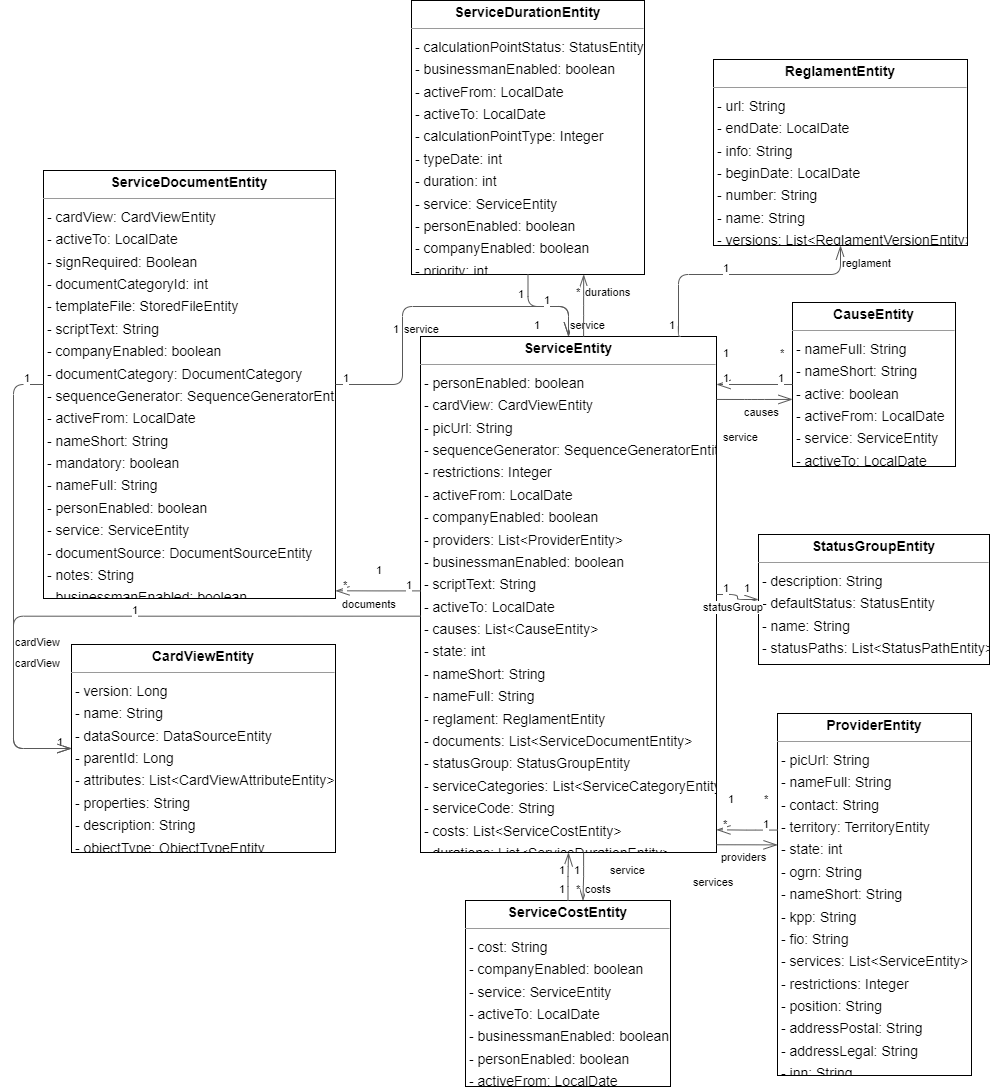 ServiceDurationEntity
- calculationPointStatus: StatusEntity
- businessmanEnabled: boolean
- activeFrom: LocalDate
- activeTo: LocalDate
- calculationPointType: Integer
- typeDate: int
- duration: int
- service: ServiceEntity
- personEnabled: boolean
- companyEnabled: boolean
- priority: int
ReglamentEntity
- url: String
- endDate: LocalDate
- info: String
- beginDate: LocalDate
- number: String
- name: String
- versions: List<ReglamentVersionEntity>
ServiceDocumentEntity
- cardView: CardViewEntity
- activeTo: LocalDate
- signRequired: Boolean
- documentCategoryId: int
- templateFile: StoredFileEntity
- scriptText: String
- companyEnabled: boolean
- documentCategory: DocumentCategory
- sequenceGenerator: SequenceGeneratorEnt
- activeFrom: LocalDate
- nameShort: String
- mandatory: boolean
- nameFull: String
- personEnabled: boolean
- service: ServiceEntity
- documentSource: DocumentSourceEntity
- notes: String
- businessmanEnabled: boolean
1
1
* durations
1 service
1
service
1
1
reglament
1
1
ServiceEntity
- personEnabled: boolean
- cardView: CardViewEntity
- picUrl: String
- sequenceGenerator: SequenceGeneratorEntit
- restrictions: Integer
- activeFrom: LocalDate
- companyEnabled: boolean
- providers: List<ProviderEntity>
- businessmanEnabled: boolean
- scriptText: String
- activeTo: LocalDate
- causes: List<CauseEntity>
- state: int
- nameShort: String
- nameFull: String
- reglament: ReglamentEntity
- documents: List<ServiceDocumentEntity>
- statusGroup: StatusGroupEntity
- serviceCategories: List<ServiceCategoryEntity
- serviceCode: String
- costs: List<ServiceCostEntity>
- durations: List<ServiceDurationEntity>
CauseEntity
- nameFull: String
- nameShort: String
- active: boolean
- activeFrom: LocalDate
- service: ServiceEntity
- activeTo: LocalDate
1
*
1
1
causes
service
StatusGroupEntity
- description: String
- defaultStatus: StatusEntity
- name: String
- statusPaths: List<StatusPathEntity>
1
1
statusGroup
1
*
1
documents
1
cardView
cardView
1
CardViewEntity
- version: Long
- name: String
- dataSource: DataSourceEntity
- parentId: Long
- attributes: List<CardViewAttributeEntity>
- properties: String
- description: String
- objectType: ObjectTypeEntity
ProviderEntity
- picUrl: String
- nameFull: String
- contact: String
- territory: TerritoryEntity
- state: int
- ogrn: String
- nameShort: String
- kpp: String
- fio: String
- services: List<ServiceEntity>
- restrictions: Integer
- position: String
- addressPostal: String
- addressLegal: String
- inn: String
1
*
*
1
providers
services
1
1
service
1
* costs
ServiceCostEntity
- cost: String
- companyEnabled: boolean
- service: ServiceEntity
- activeTo: LocalDate
- businessmanEnabled: boolean
- personEnabled: boolean
- activeFrom: LocalDate